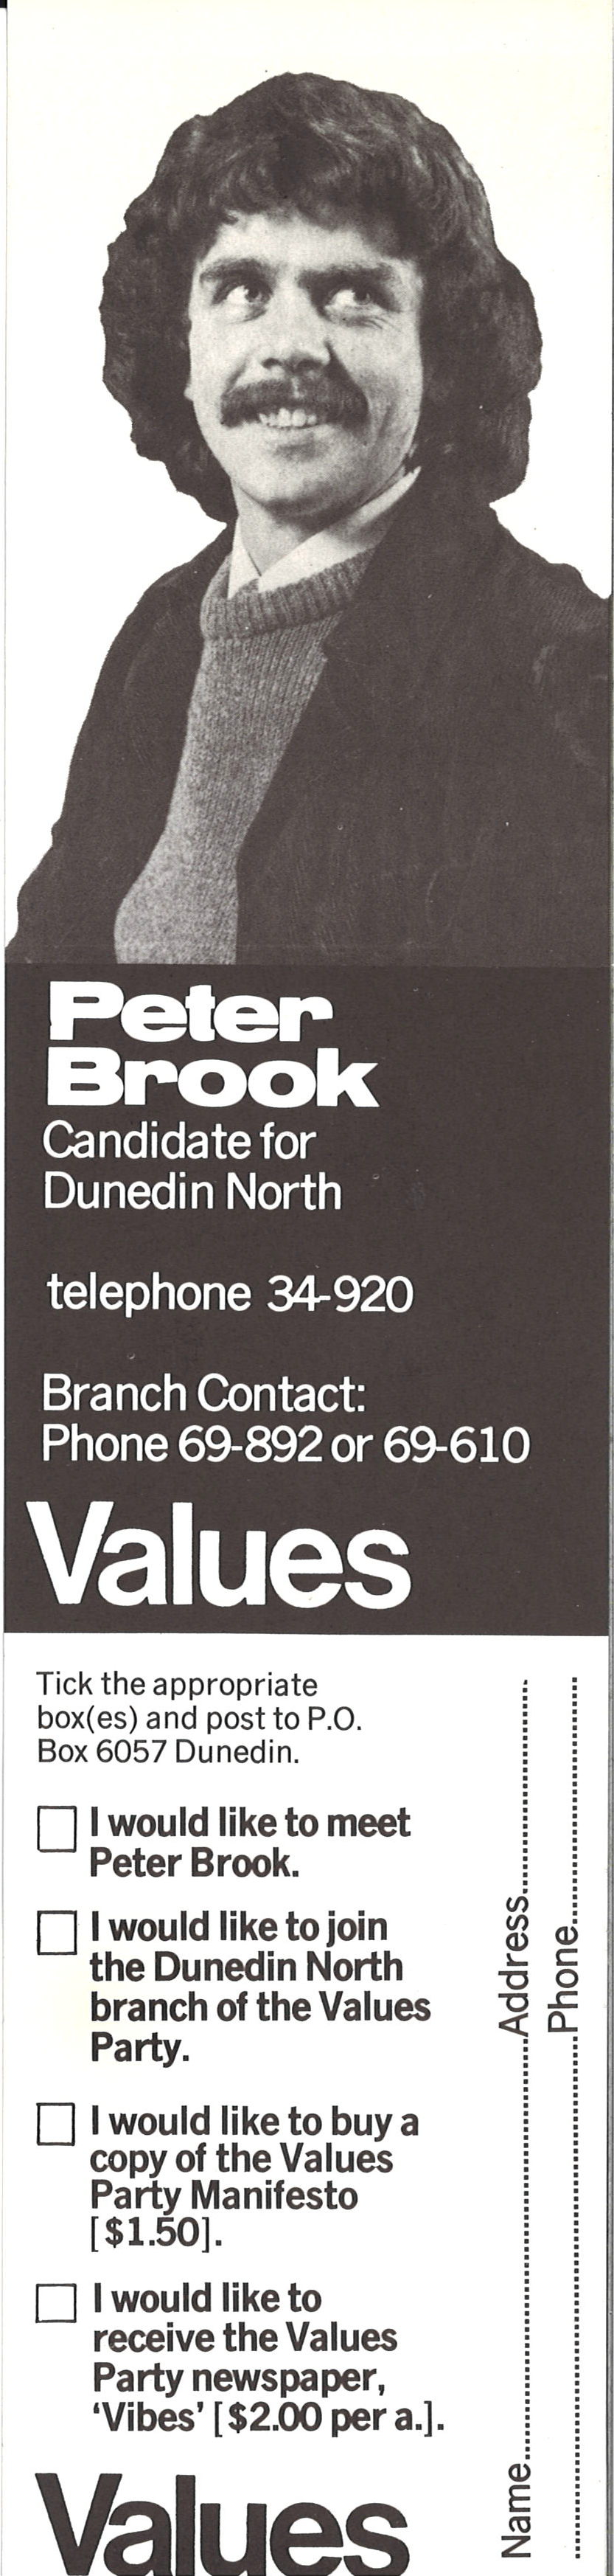 Peter
Brook
Candidate for
Dunedin North
telephone 34-920
Branch Contact:
Phone 69-892 or 69-610
Values
Tick the appropriate
box(es) and post to P.O.
Box 6057 Dunedin.
I would like to meet
Peter Brook.
I would like to join
the Dunedin North
branch of the Values
Party.
I would like to buy a
copy of the Values
Party Manifesto
[$1.50].
I would like to
receive the Values
Party newspaper,
‘Vibes’ [$2.00 per a.].
Values
Name..............Address..............
..............Phone..............